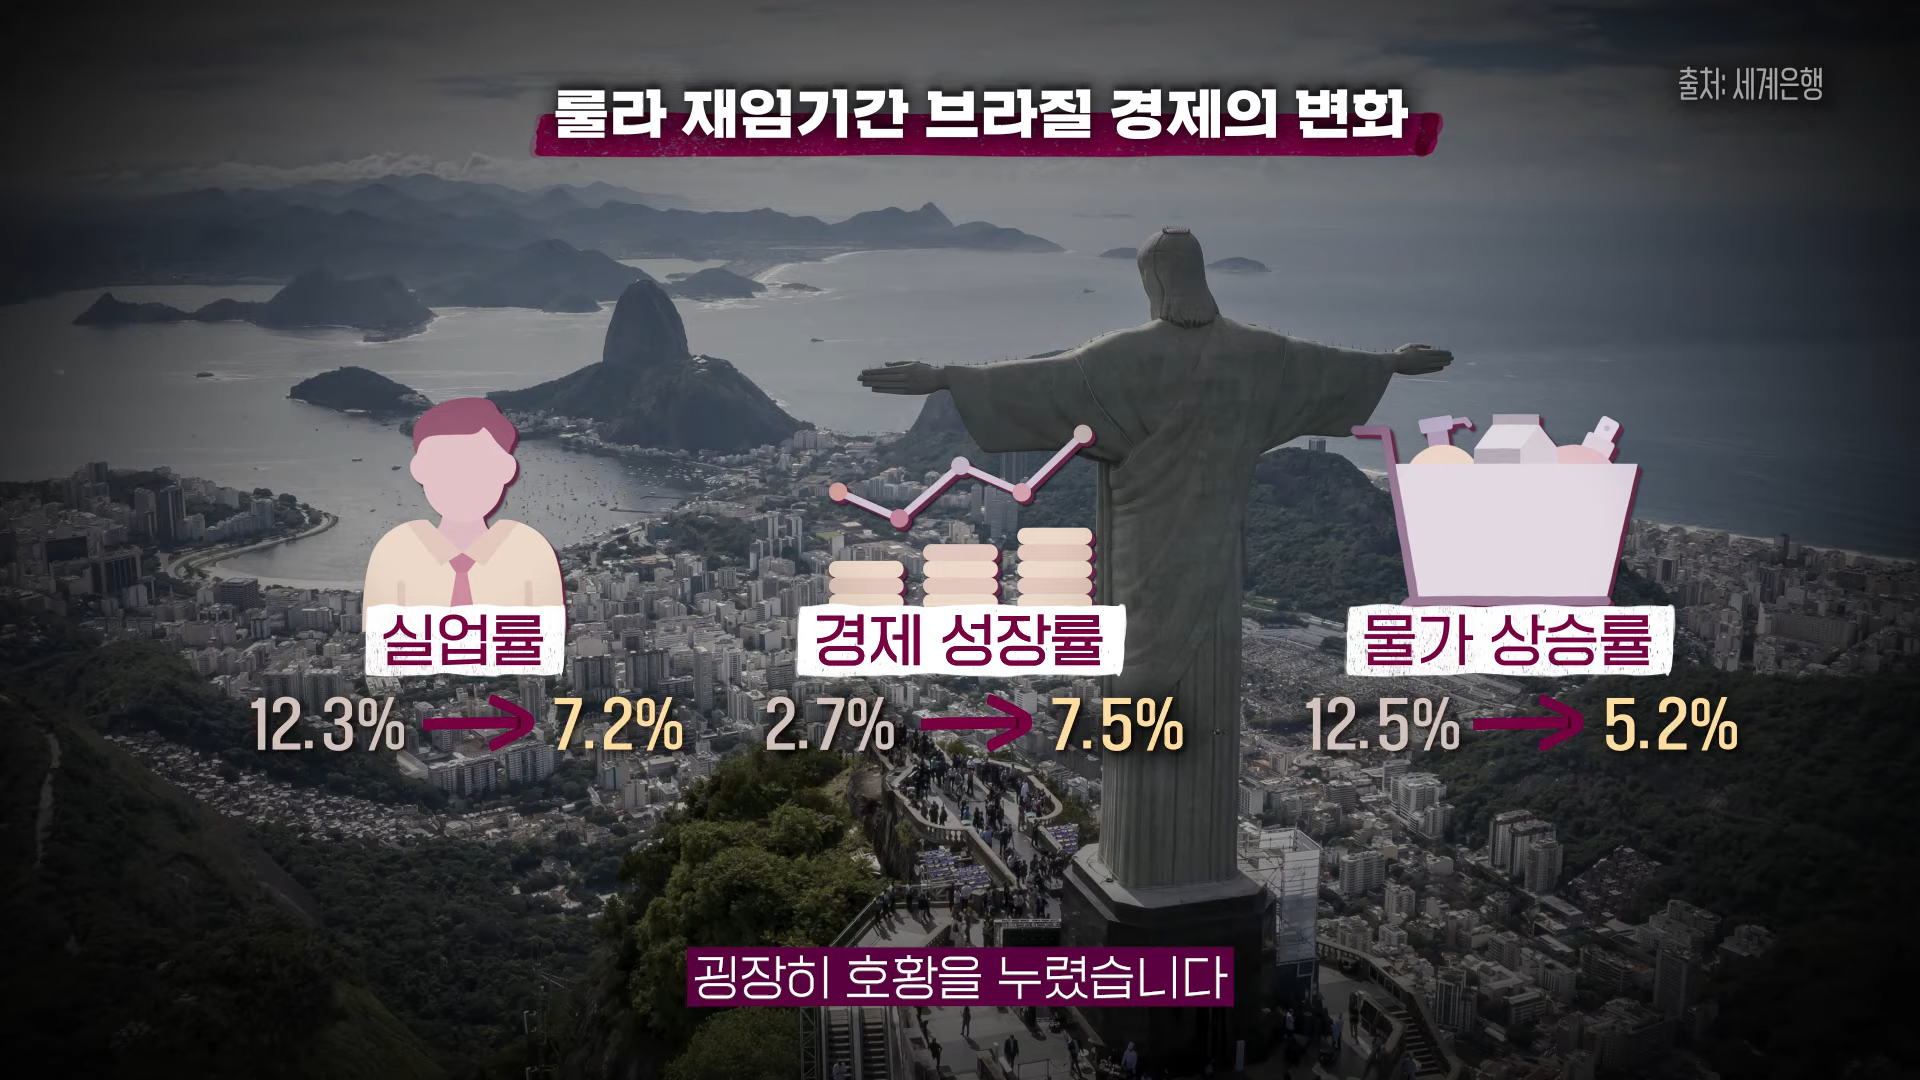 출처: 세계은행
룰라 재임기간 브라질 경제의 변화
실업률
12.3% → 7.2%
경제 성장률
2.7% → 7.5%
물가 상승률
12.5% → 5.2%
굉장히 호황을 누렸습니다